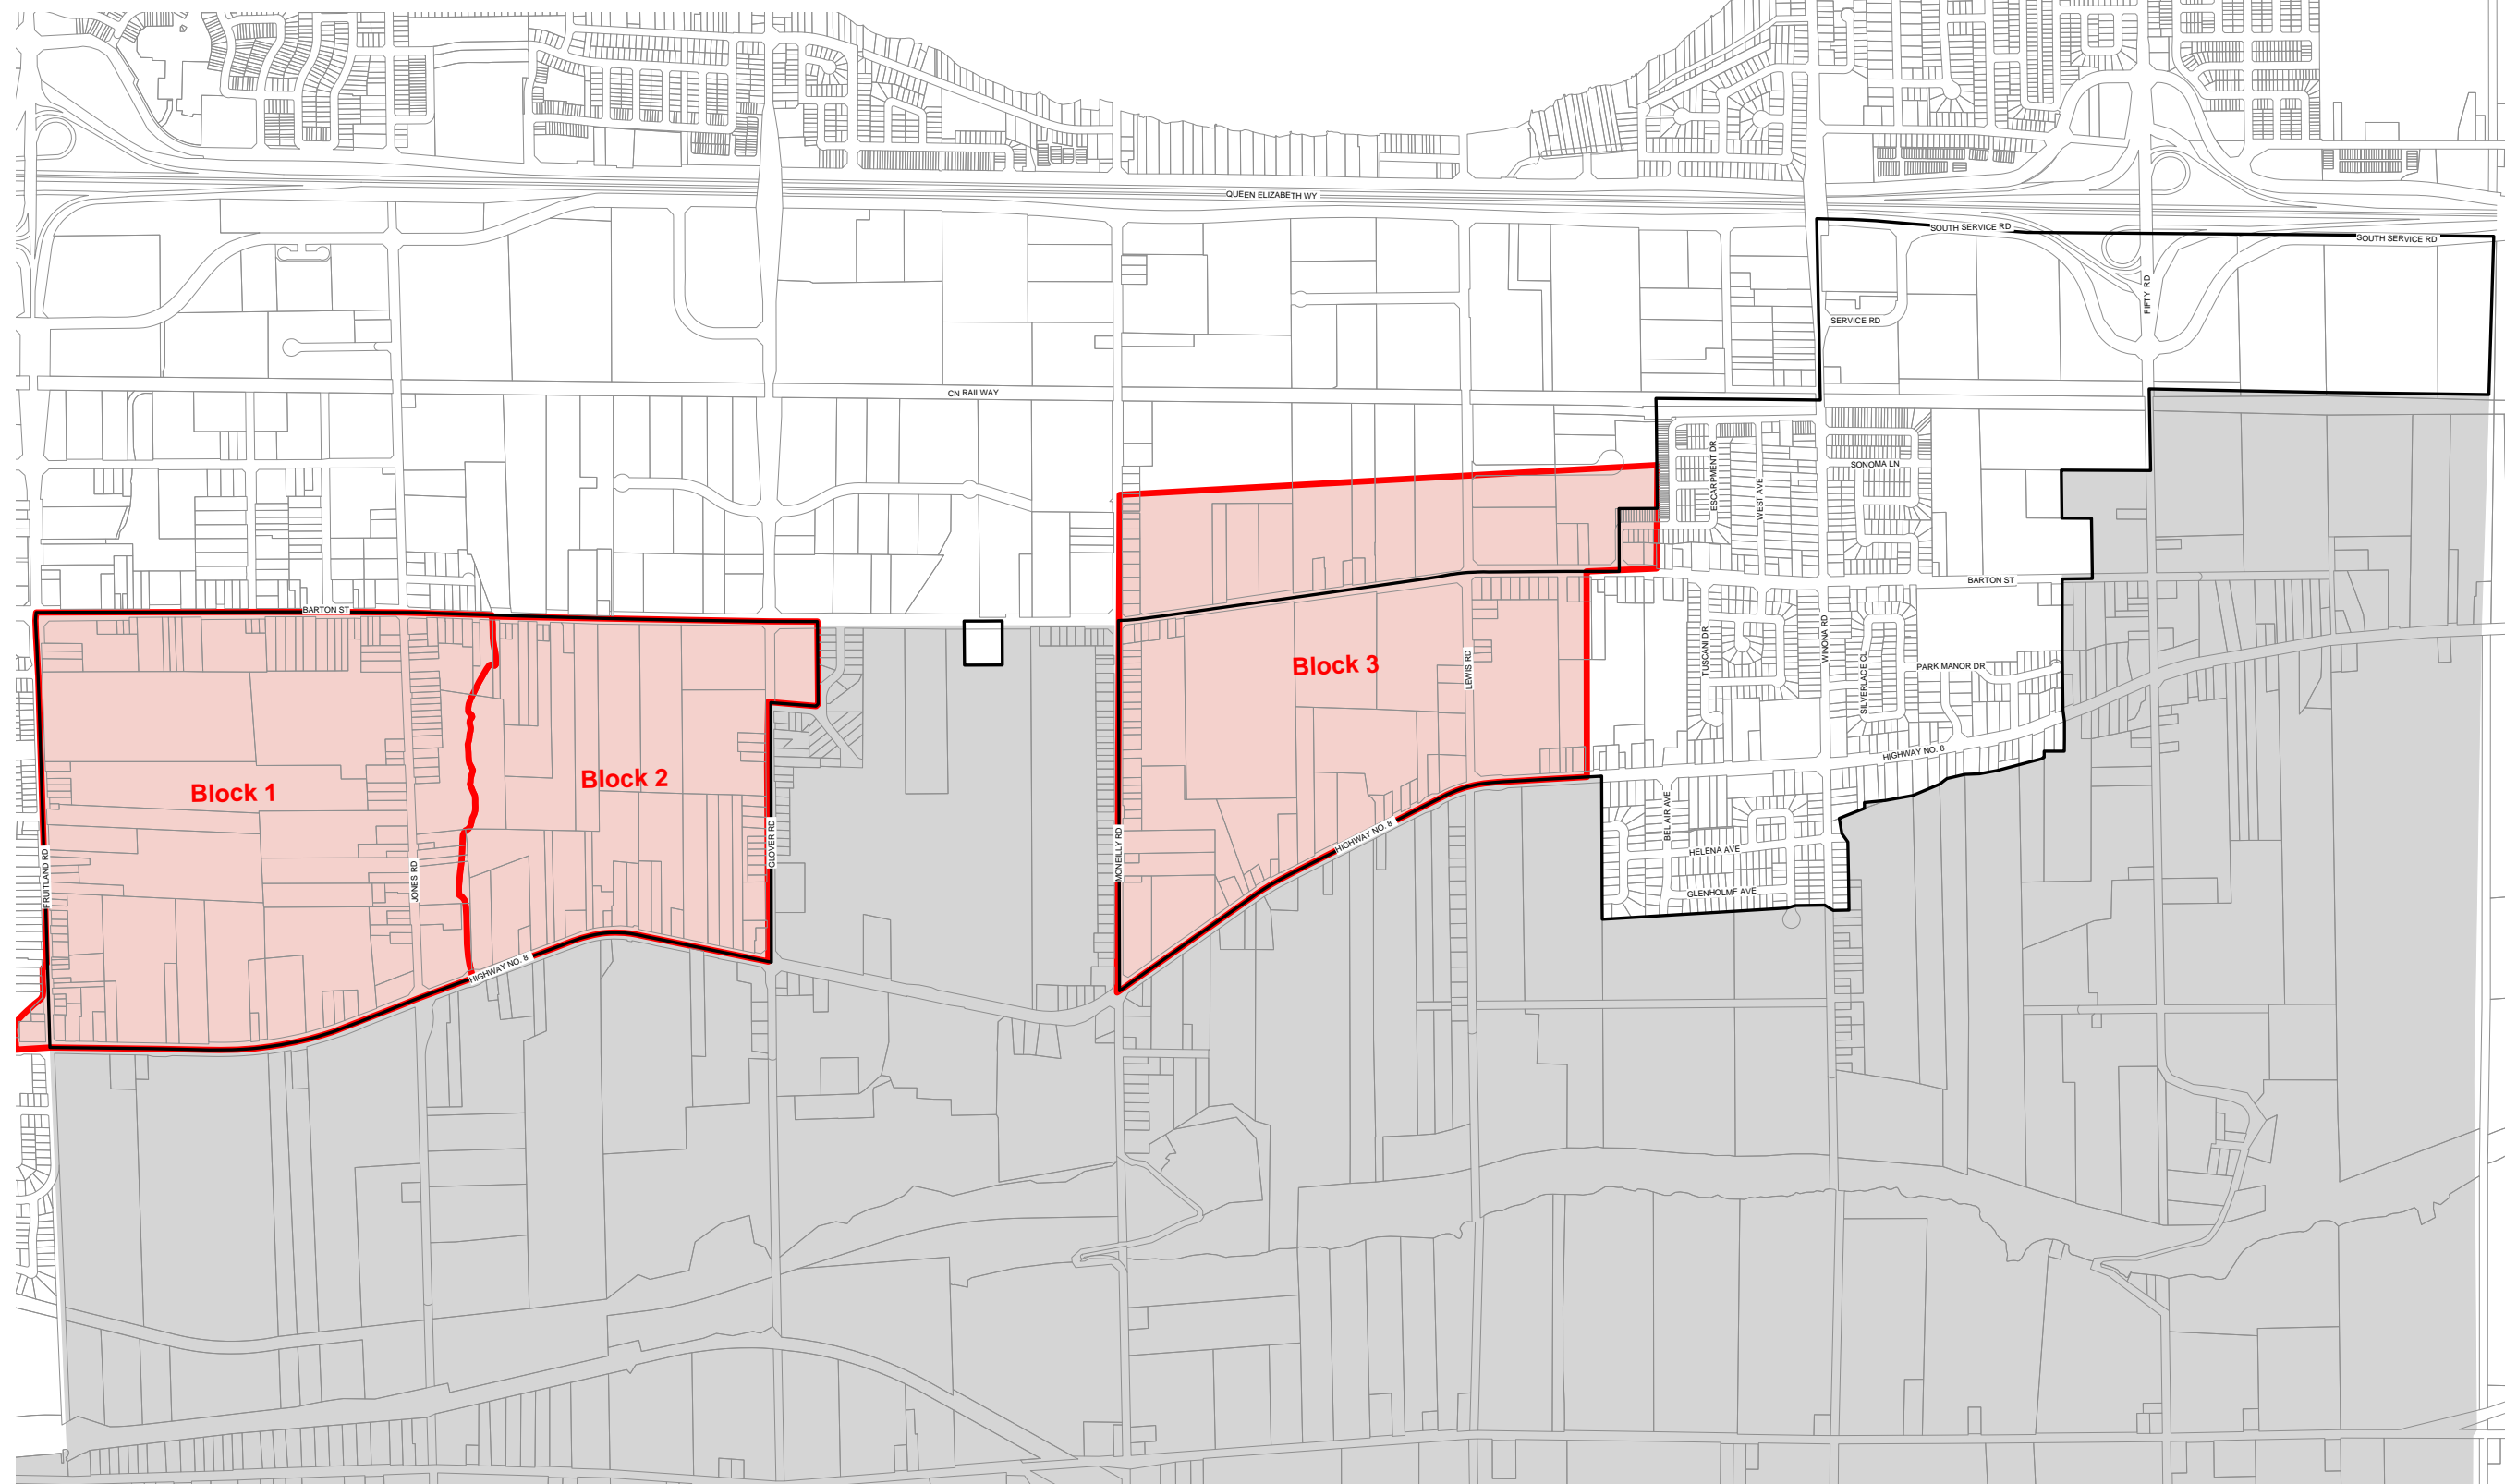 QUEEN ELIZABETH WY
SOUTH SERVICE RD
SOUTH SERVICE RD
FIFTY RD
SERVICE RD
CN RAILWAY
ESCARPMENT DR
WEST AVE
SONOMA LN
BARTON ST
BARTON ST
Block 3
LEWIS RD
TUSCANI DR
WINONA RD
SILVERLACE CL
PARK MANOR DR
HIGHWAY NO. 8
Block 1
Block 2
FRUITLAND RD
JONES RD
GLOVER RD
MCNEILLY RD
HIGHWAY NO. 8
BEL AIR AVE
HELENA AVE
GLENHOLME AVE
HIGHWAY NO. 8